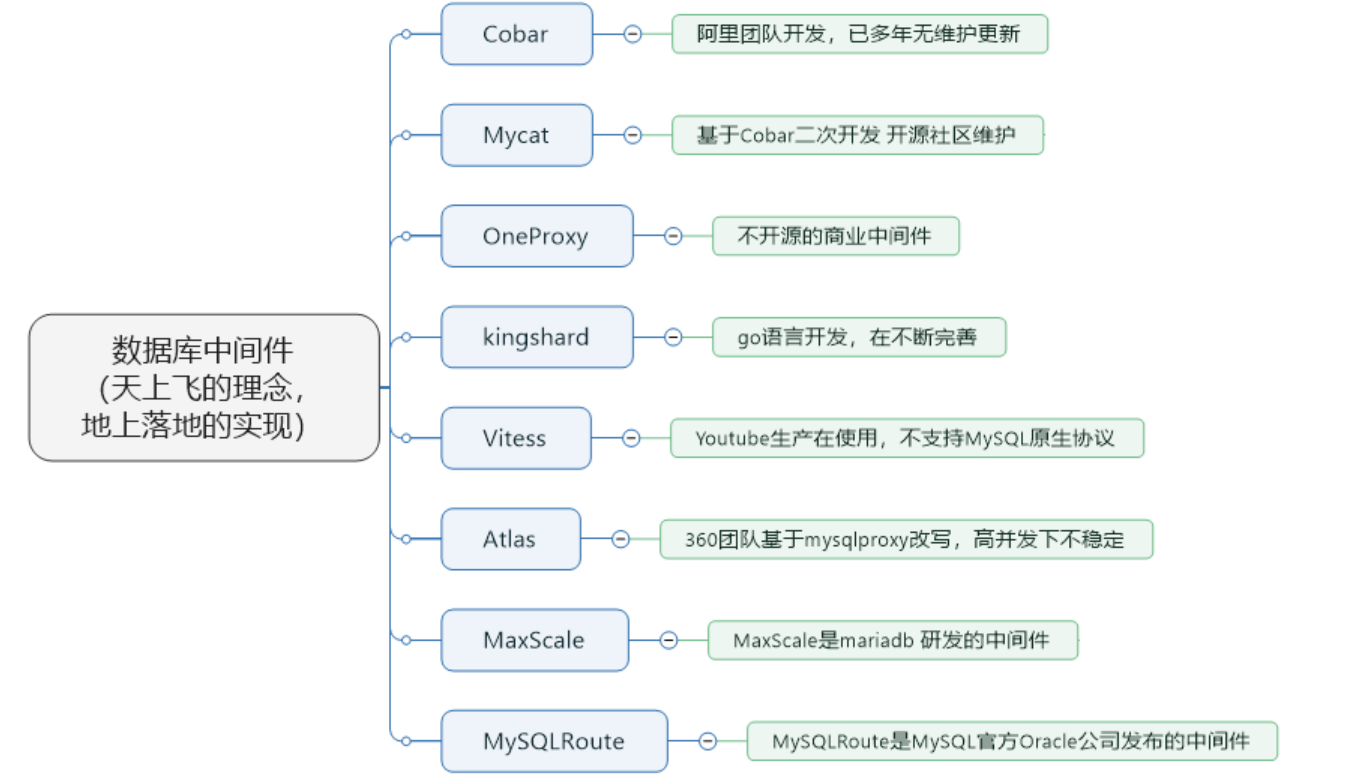 Cobar
阿里团队开发，已多年无维护更新
Mycat
基于Cobar二次开发 开源社区维护
OneProxy
不开源的商业中间件
kingshard
go语言开发，在不断完善
数据库中间件
（天上飞的理念，
地上落地的实现）
Vitess
Youtube生产在使用，不支持MySQL原生协议
Atlas
360团队基于mysqlproxy改写，高并发下不稳定
MaxScale
MaxScale是mariadb 研发的中间件
MySQLRoute
MySQLRoute是MySQL官方Oracle公司发布的中间件